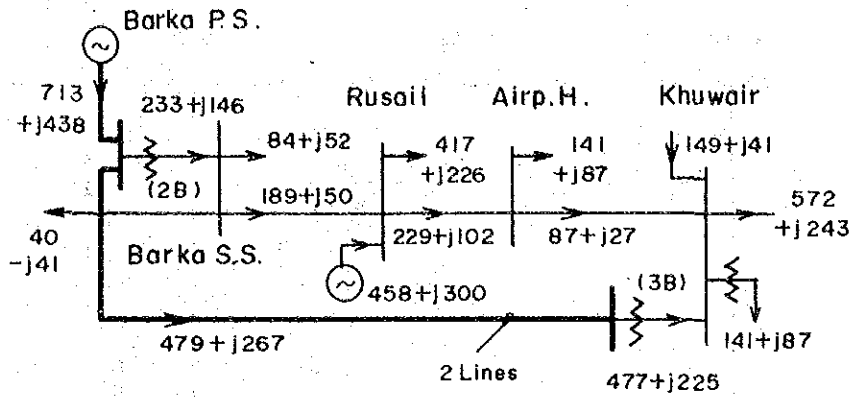 Barka P.S.
713
+j438
233+j146
(2B)
84+j52
189+j50
40
-j41
Barka S.S.
Rusail
417
+j226
229+j102
458+j300
Airp.H.
141
+j87
87+j27
Khuwair
149+j41
572
+j243
(3B)
141+j87
479+j267
2 Lines
477+j225